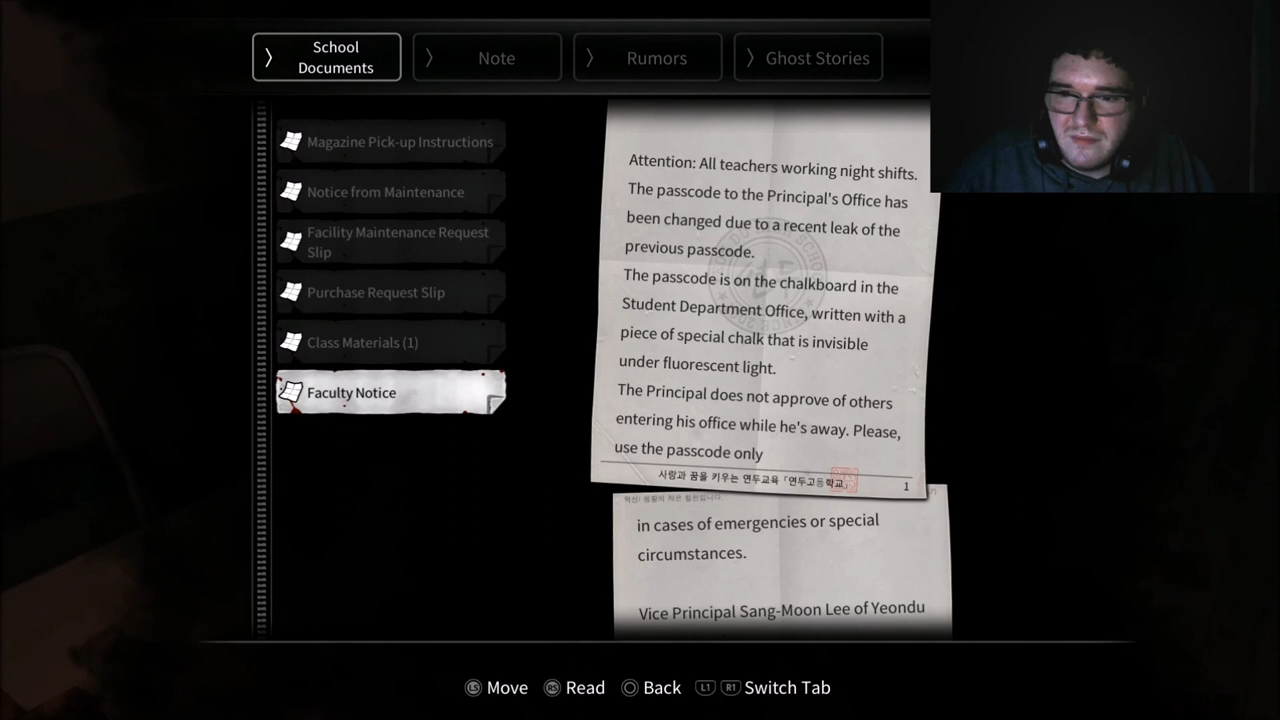 School
Documents
Note
Rumors
Ghost Stories
Magazine Pick-up Instructions
Notice from Maintenance
Facility Maintenance Request
Slip
Purchase Request Slip
Class Materials (1)
Faculty Notice
Attention: All teachers working night shifts.
The passcode to the Principal's Office has
been changed due to a recent leak of the
previous passcode.
The passcode is on the chalkboard in the
Student Department Office, written with a
piece of special chalk that is invisible
under fluorescent light.
The Principal does not approve of others
entering his office while he's away. Please,
use the passcode only
사랑과 꿈을 키우는 연두교육 「연두고등학교」
1
in cases of emergencies or special
circumstances.
Vice Principal Sang-Moon Lee of Yeondu
LS Move
RS Read
Back
L1 R1 Switch Tab